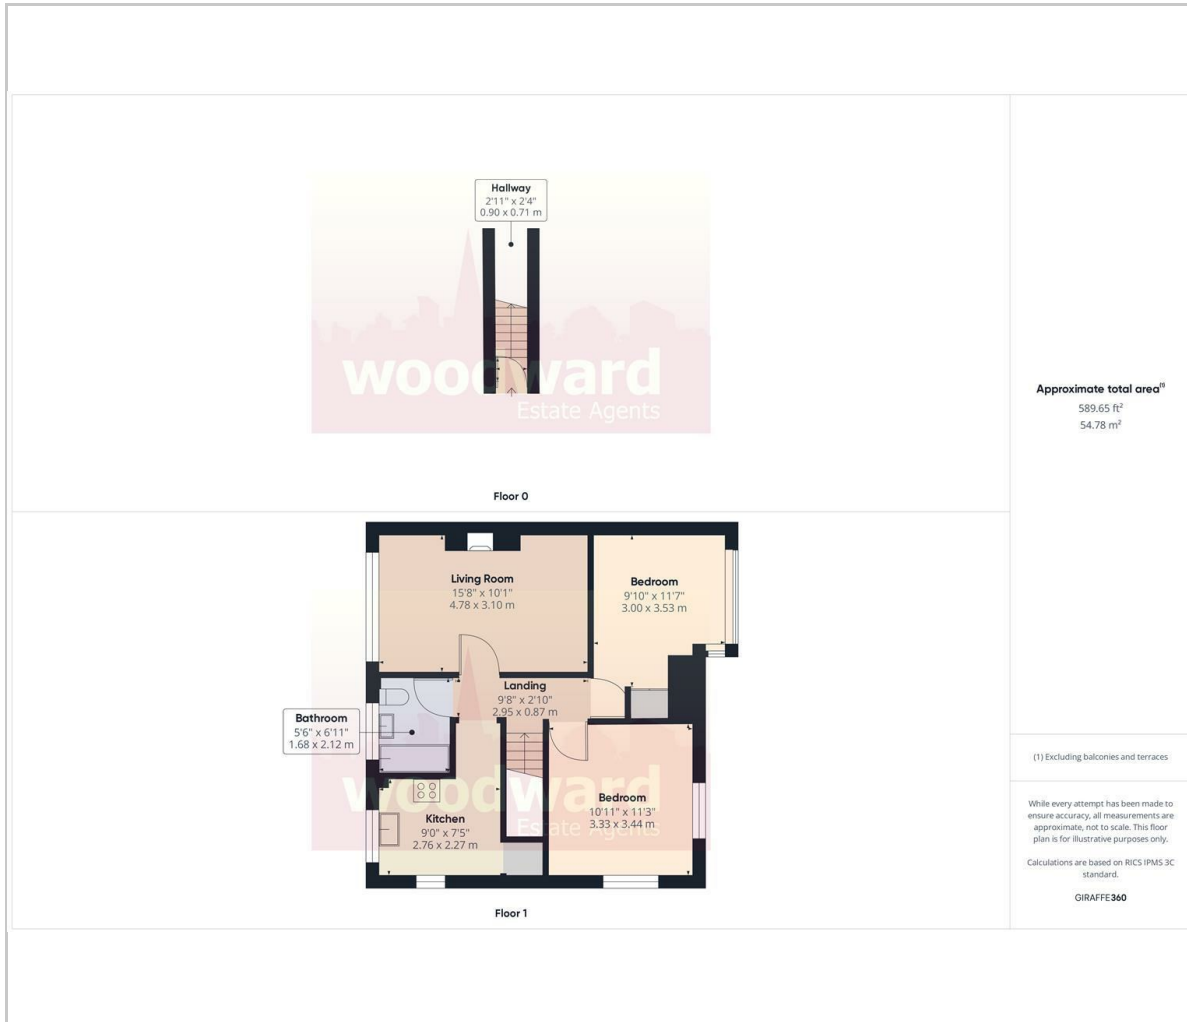 Hallway
2'11" x 2'4"
0.90 x 0.71 m
woodward
Estate Agents
Floor 0
Living Room
15'8" x 10'1"
4.78 x 3.10 m
Bedroom
9'10" x 11'7"
3.00 x 3.53 m
Landing
9'8" x 2'10"
2.95 x 0.87 m
Bathroom
5'6" x 6'11"
1.68 x 2.12 m
Kitchen
9'0" x 7'5"
2.76 x 2.27 m
Bedroom
10'11" x 11'3"
3.33 x 3.44 m
woodward
Estate Agents
Floor 1
Approximate total area(1)
589.65 ft²
54.78 m²
(1) Excluding balconies and terraces
While every attempt has been made to
ensure accuracy, all measurements are
approximate, not to scale. This floor
plan is for illustrative purposes only.
Calculations are based on RICS IPMS 3C
standard.
GIRAFFE360